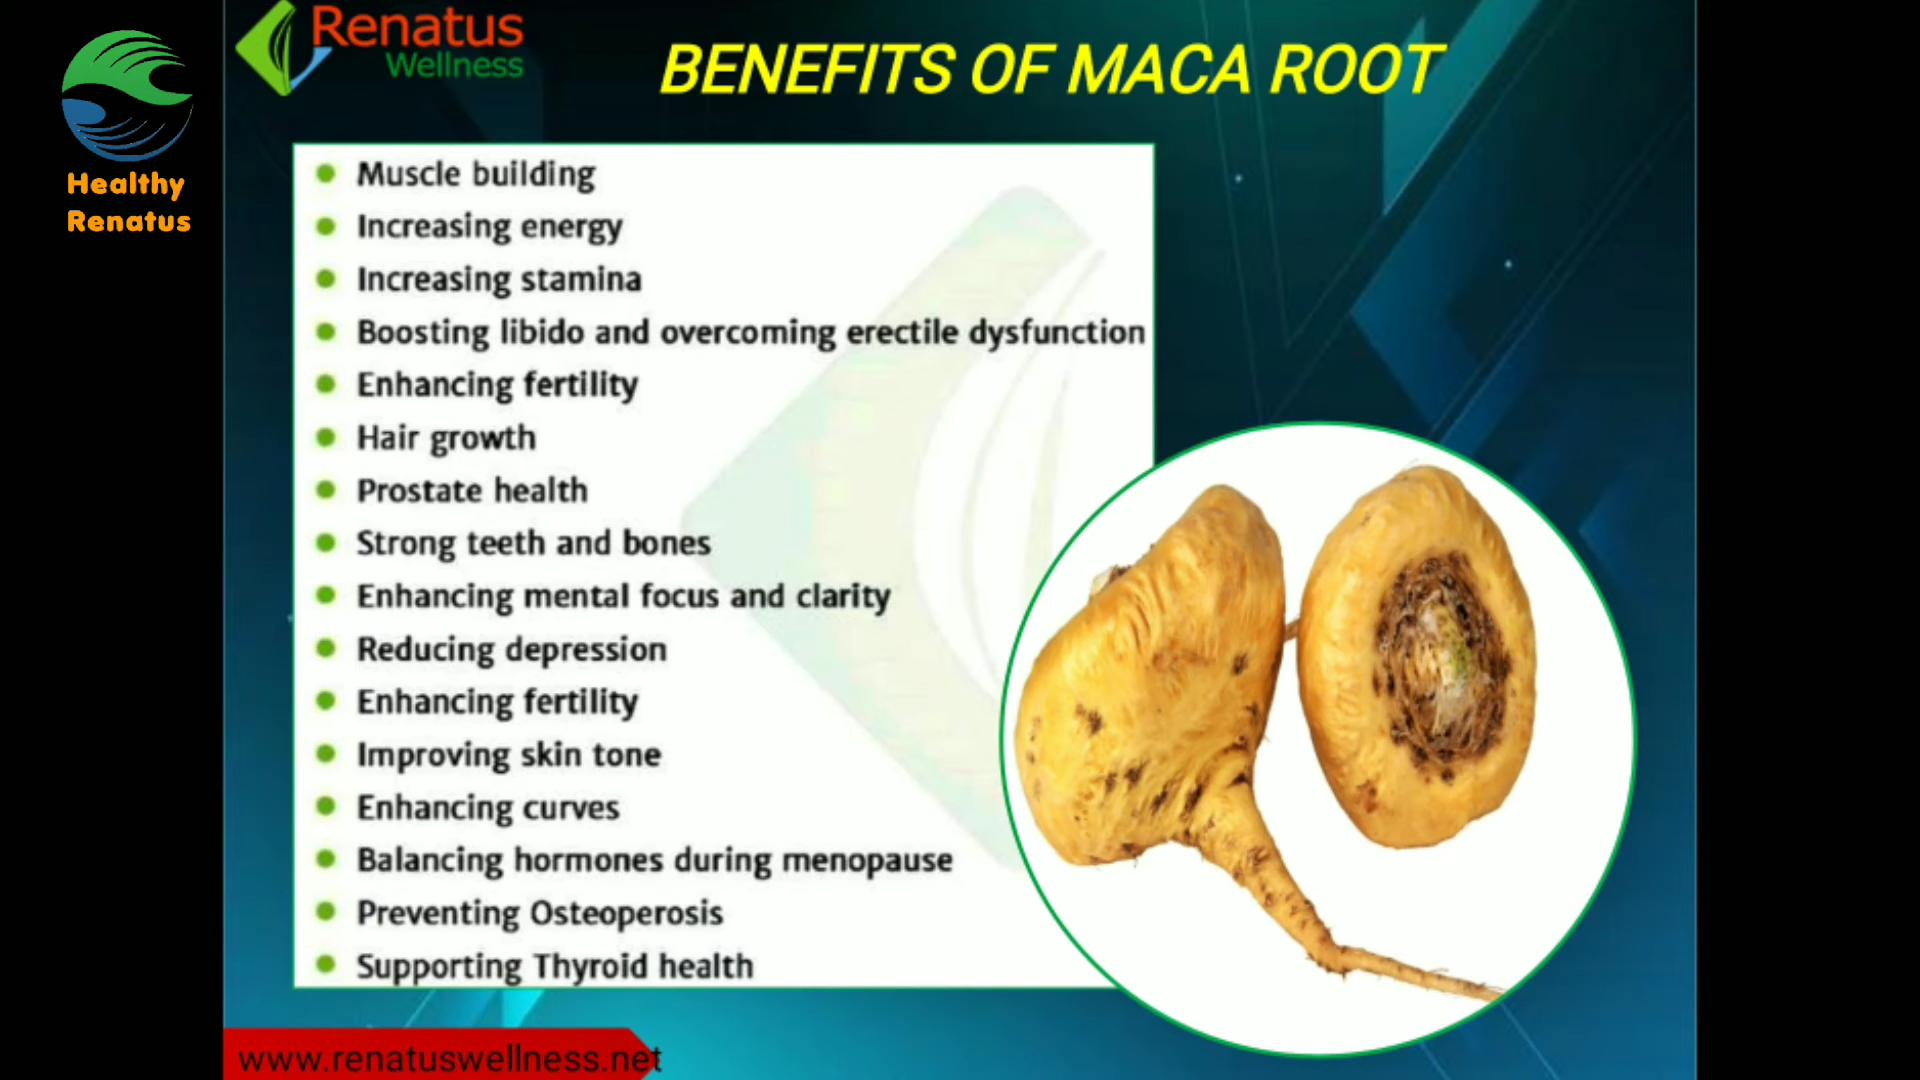 Healthy
Renatus
Renatus
Wellness
BENEFITS OF MACA ROOT
Muscle building
Increasing energy
Increasing stamina
Boosting libido and overcoming erectile dysfunction
Enhancing fertility
Hair growth
Prostate health
Strong teeth and bones
Enhancing mental focus and clarity
Reducing depression
Enhancing fertility
Improving skin tone
Enhancing curves
Balancing hormones during menopause
Preventing Osteoperosis
Supporting Thyroid health
www.renatuswellness.net